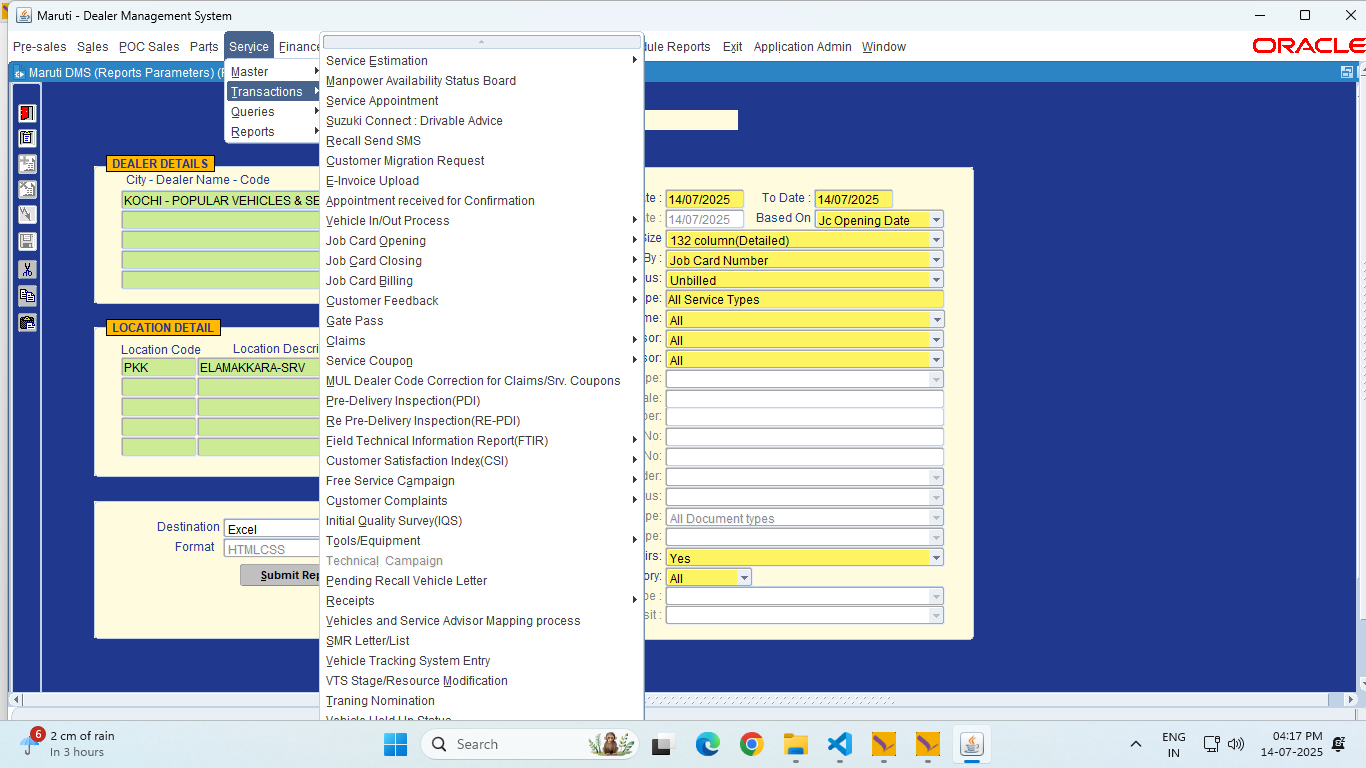 Maruti - Dealer Management System
Pre-sales Sales POC Sales Parts Service Finance dule Reports Exit Application Admin Window
ORACLE
Maruti DMS (Reports Parameters)
Master
Transactions
Queries
Reports
Service Estimation
Manpower Availability Status Board
Service Appointment
Suzuki Connect : Drivable Advice
Recall Send SMS
Customer Migration Request
E-Invoice Upload
Appointment received for Confirmation
Vehicle In/Out Process
Job Card Opening
Job Card Closing
Job Card Billing
Customer Feedback
Gate Pass
Claims
Service Coupon
MUL Dealer Code Correction for Claims/Srv. Coupons
Pre-Delivery Inspection(PDI)
Re Pre-Delivery Inspection(RE-PDI)
Field Technical Information Report(FTIR)
Customer Satisfaction Index(CSI)
Free Service Campaign
Customer Complaints
Initial Quality Survey(IQS)
Tools/Equipment
Technical Campaign
Pending Recall Vehicle Letter
Receipts
Vehicles and Service Advisor Mapping process
SMR Letter/List
Vehicle Tracking System Entry
VTS Stage/Resource Modification
Traning Nomination
Vehicle Held Up Status
DEALER DETAILS
City - Dealer Name - Code
KOCHI - POPULAR VEHICLES & SE
LOCATION DETAIL
Location Code Location Descri
PKK ELAMAKKARA-SRV
Destination Excel
Format HTMLCSS
Submit Rep
te : 14/07/2025 To Date : 14/07/2025
te : 14/07/2025 Based On Jc Opening Date
Size 132 column(Detailed)
By : Job Card Number
us: Unbilled
pe: All Service Types
me: All
sor: All
sor: All
pe:
ale:
ber:
No:
No:
der:
us:
pe: All Document types
pe:
irs: Yes
ory: All
pe :
sit :
6
2 cm of rain
In 3 hours
Search
ENG
IN
04:17 PM
14-07-2025